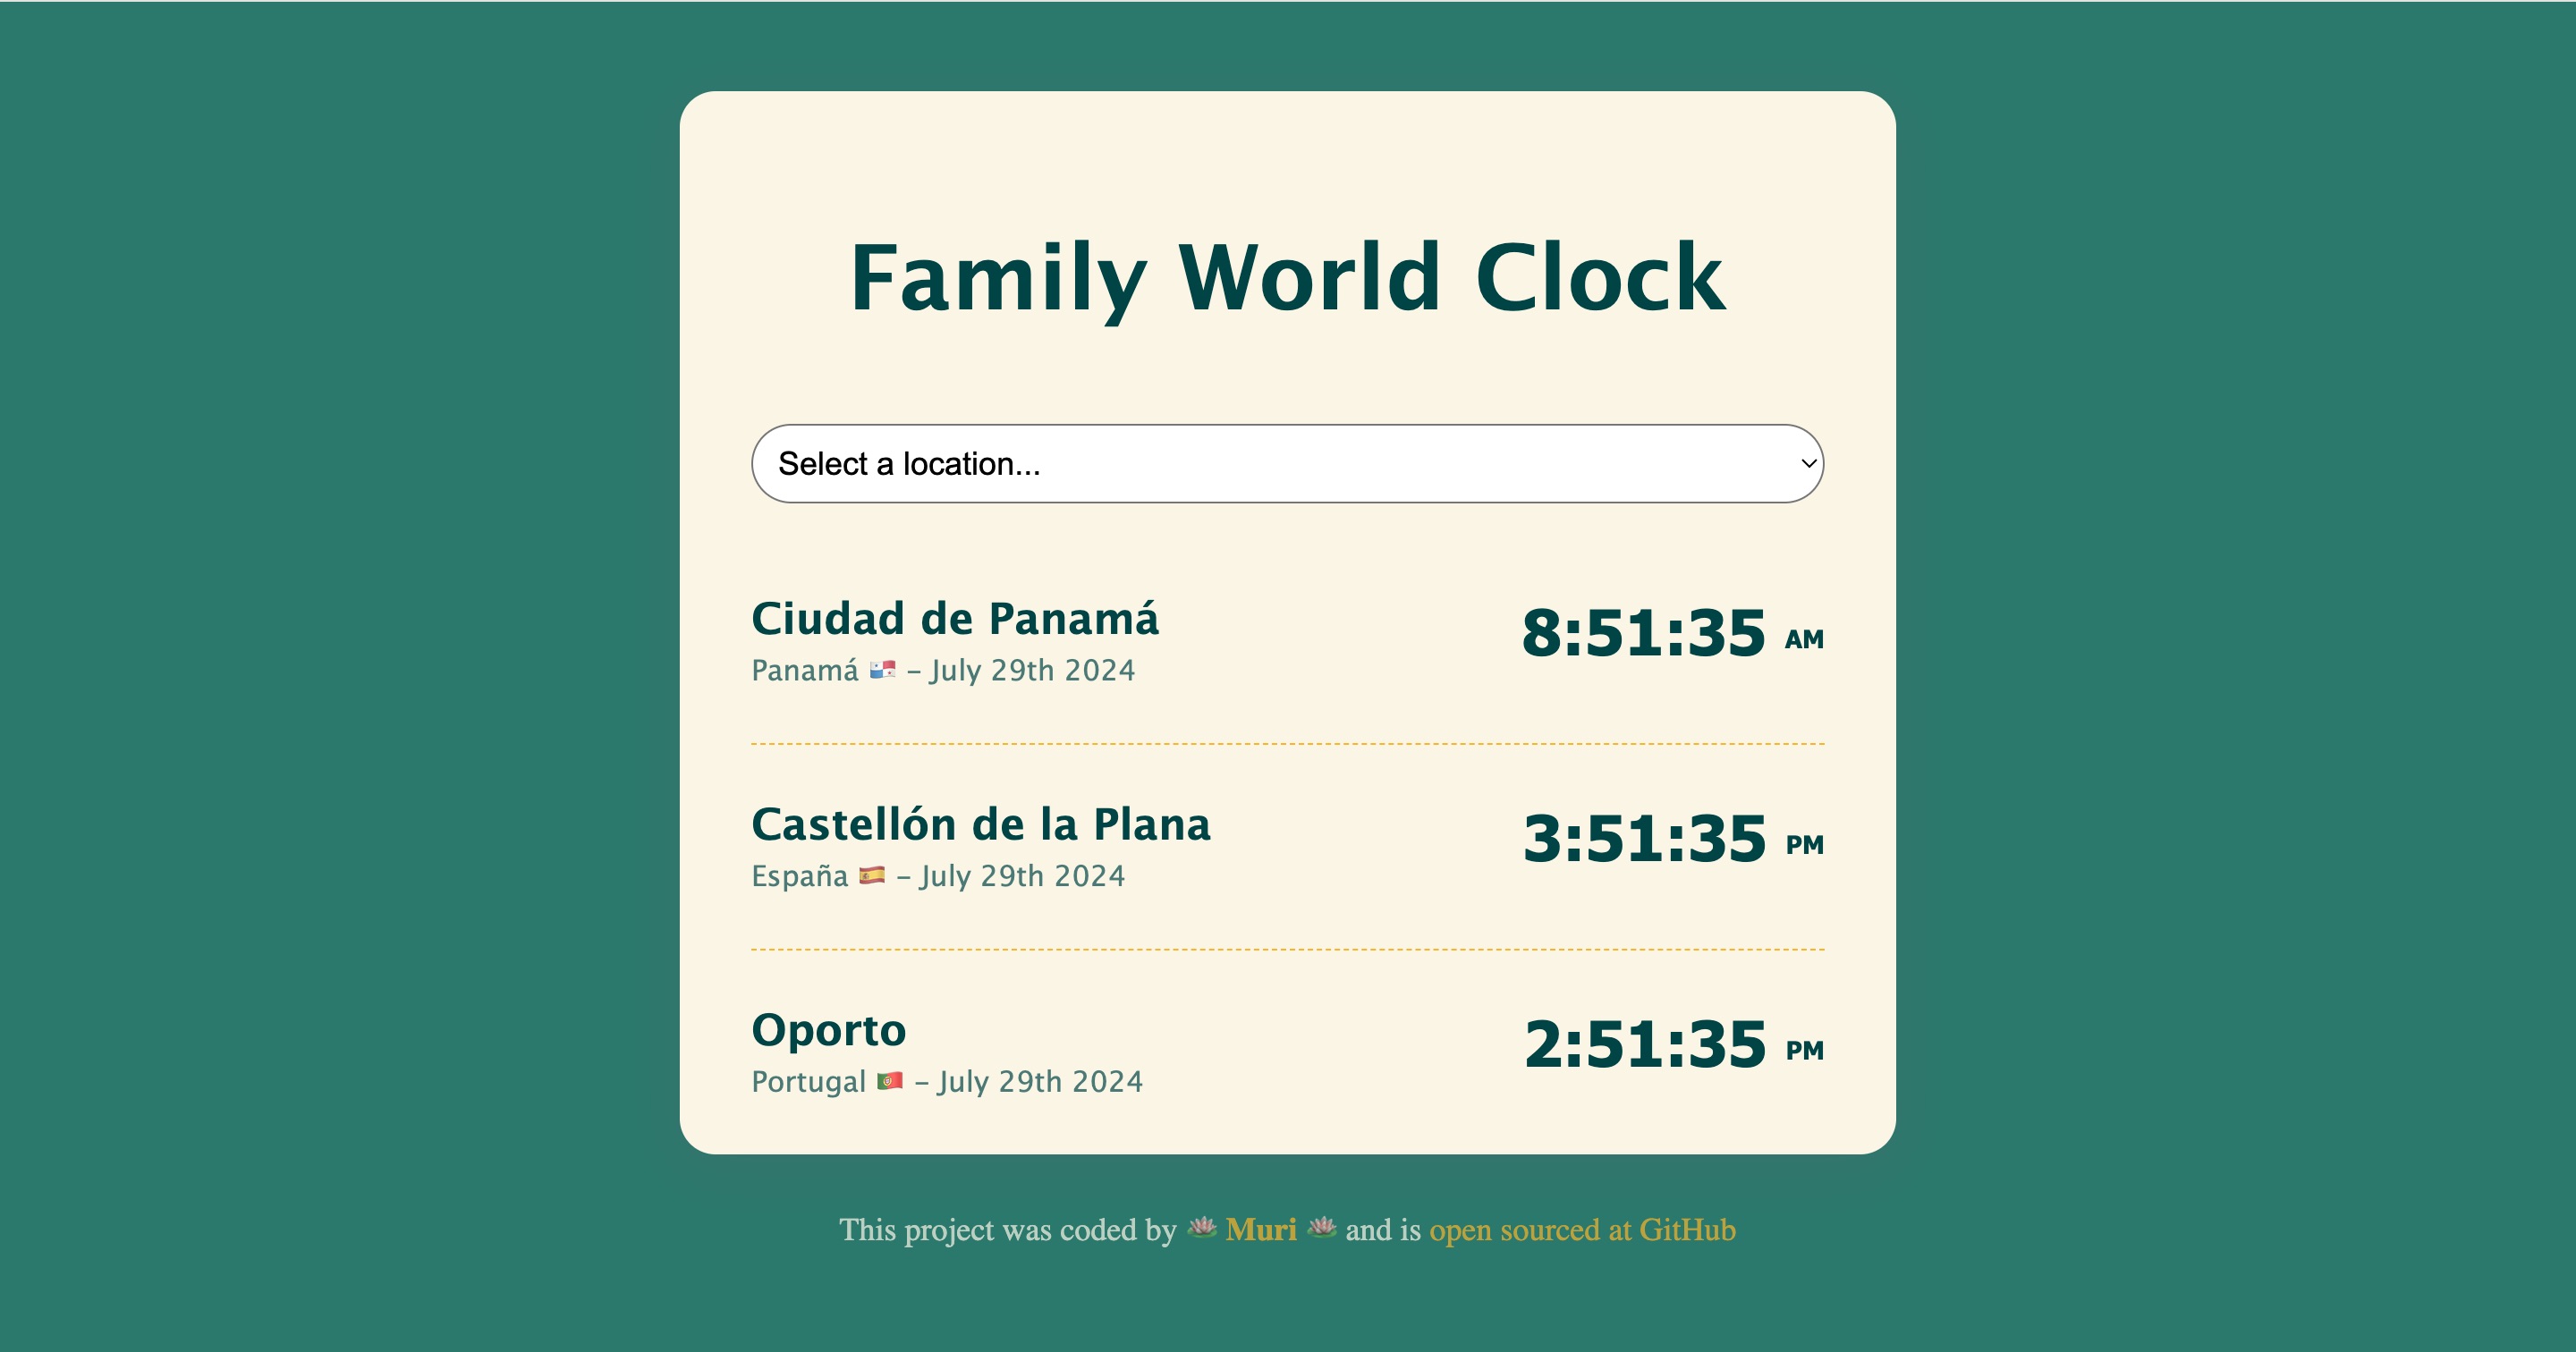 Family World Clock
Select a location...
Ciudad de Panamá
8:51:35 AM
Panamá 🇵🇦 – July 29th 2024
Castellón de la Plana
3:51:35 PM
España 🇪🇸 – July 29th 2024
Oporto
2:51:35 PM
Portugal 🇵🇹 – July 29th 2024
This project was coded by 🪷 Muri 🪷 and is open sourced at GitHub